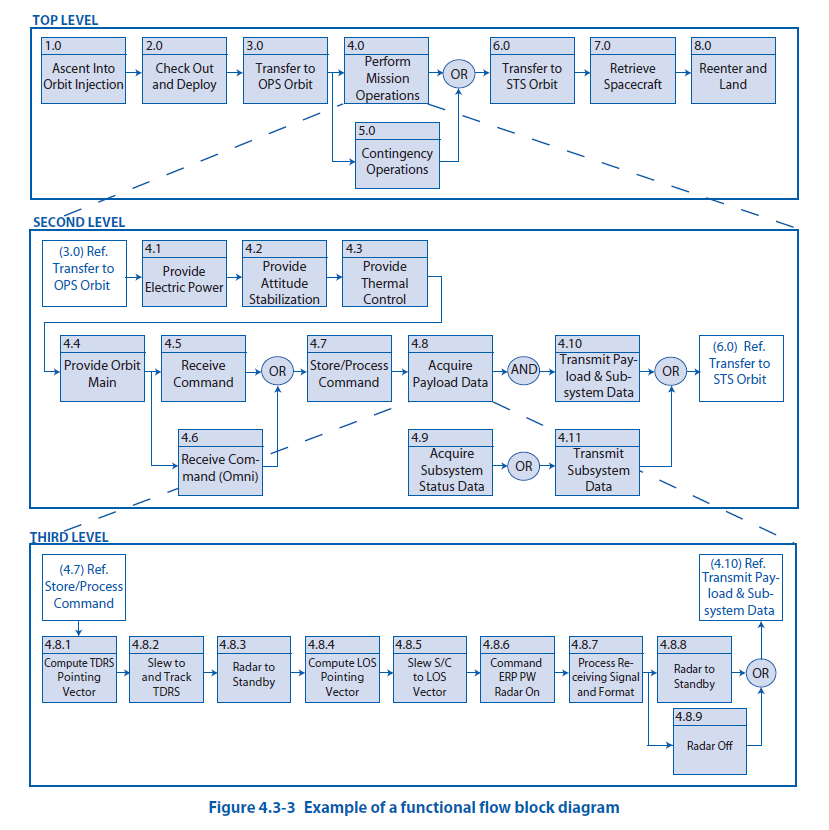 TOP LEVEL
1.0
Ascent Into
Orbit Injection
2.0
Check Out
and Deploy
3.0
Transfer to
OPS Orbit
4.0
Perform
Mission
Operations
OR
6.0
Transfer to
STS Orbit
7.0
Retrieve
Spacecraft
8.0
Reenter and
Land
5.0
Contingency
Operations
SECOND LEVEL
(3.0) Ref.
Transfer to
OPS Orbit
4.1
Provide
Electric Power
4.2
Provide
Attitude
Stabilization
4.3
Provide
Thermal
Control
4.4
Provide Orbit
Main
4.5
Receive
Command
OR
4.7
Store/Process
Command
4.8
Acquire
Payload Data
AND
4.10
Transmit Pay-
load & Sub-
system Data
OR
(6.0) Ref.
Transfer to
STS Orbit
4.6
Receive Com-
mand (Omni)
4.9
Acquire
Subsystem
Status Data
OR
4.11
Transmit
Subsystem
Data
THIRD LEVEL
(4.7) Ref.
Store/Process
Command
(4.10) Ref.
Transmit Pay-
load & Sub-
system Data
4.8.1
Compute TDRS
Pointing
Vector
4.8.2
Slew to
and Track
TDRS
4.8.3
Radar to
Standby
4.8.4
Compute LOS
Pointing
Vector
4.8.5
Slew S/C
to LOS
Vector
4.8.6
Command
ERP PW
Radar On
4.8.7
Process Re-
ceiving Signal
and Format
4.8.8
Radar to
Standby
OR
4.8.9
Radar Off
Figure 4.3-3 Example of a functional flow block diagram